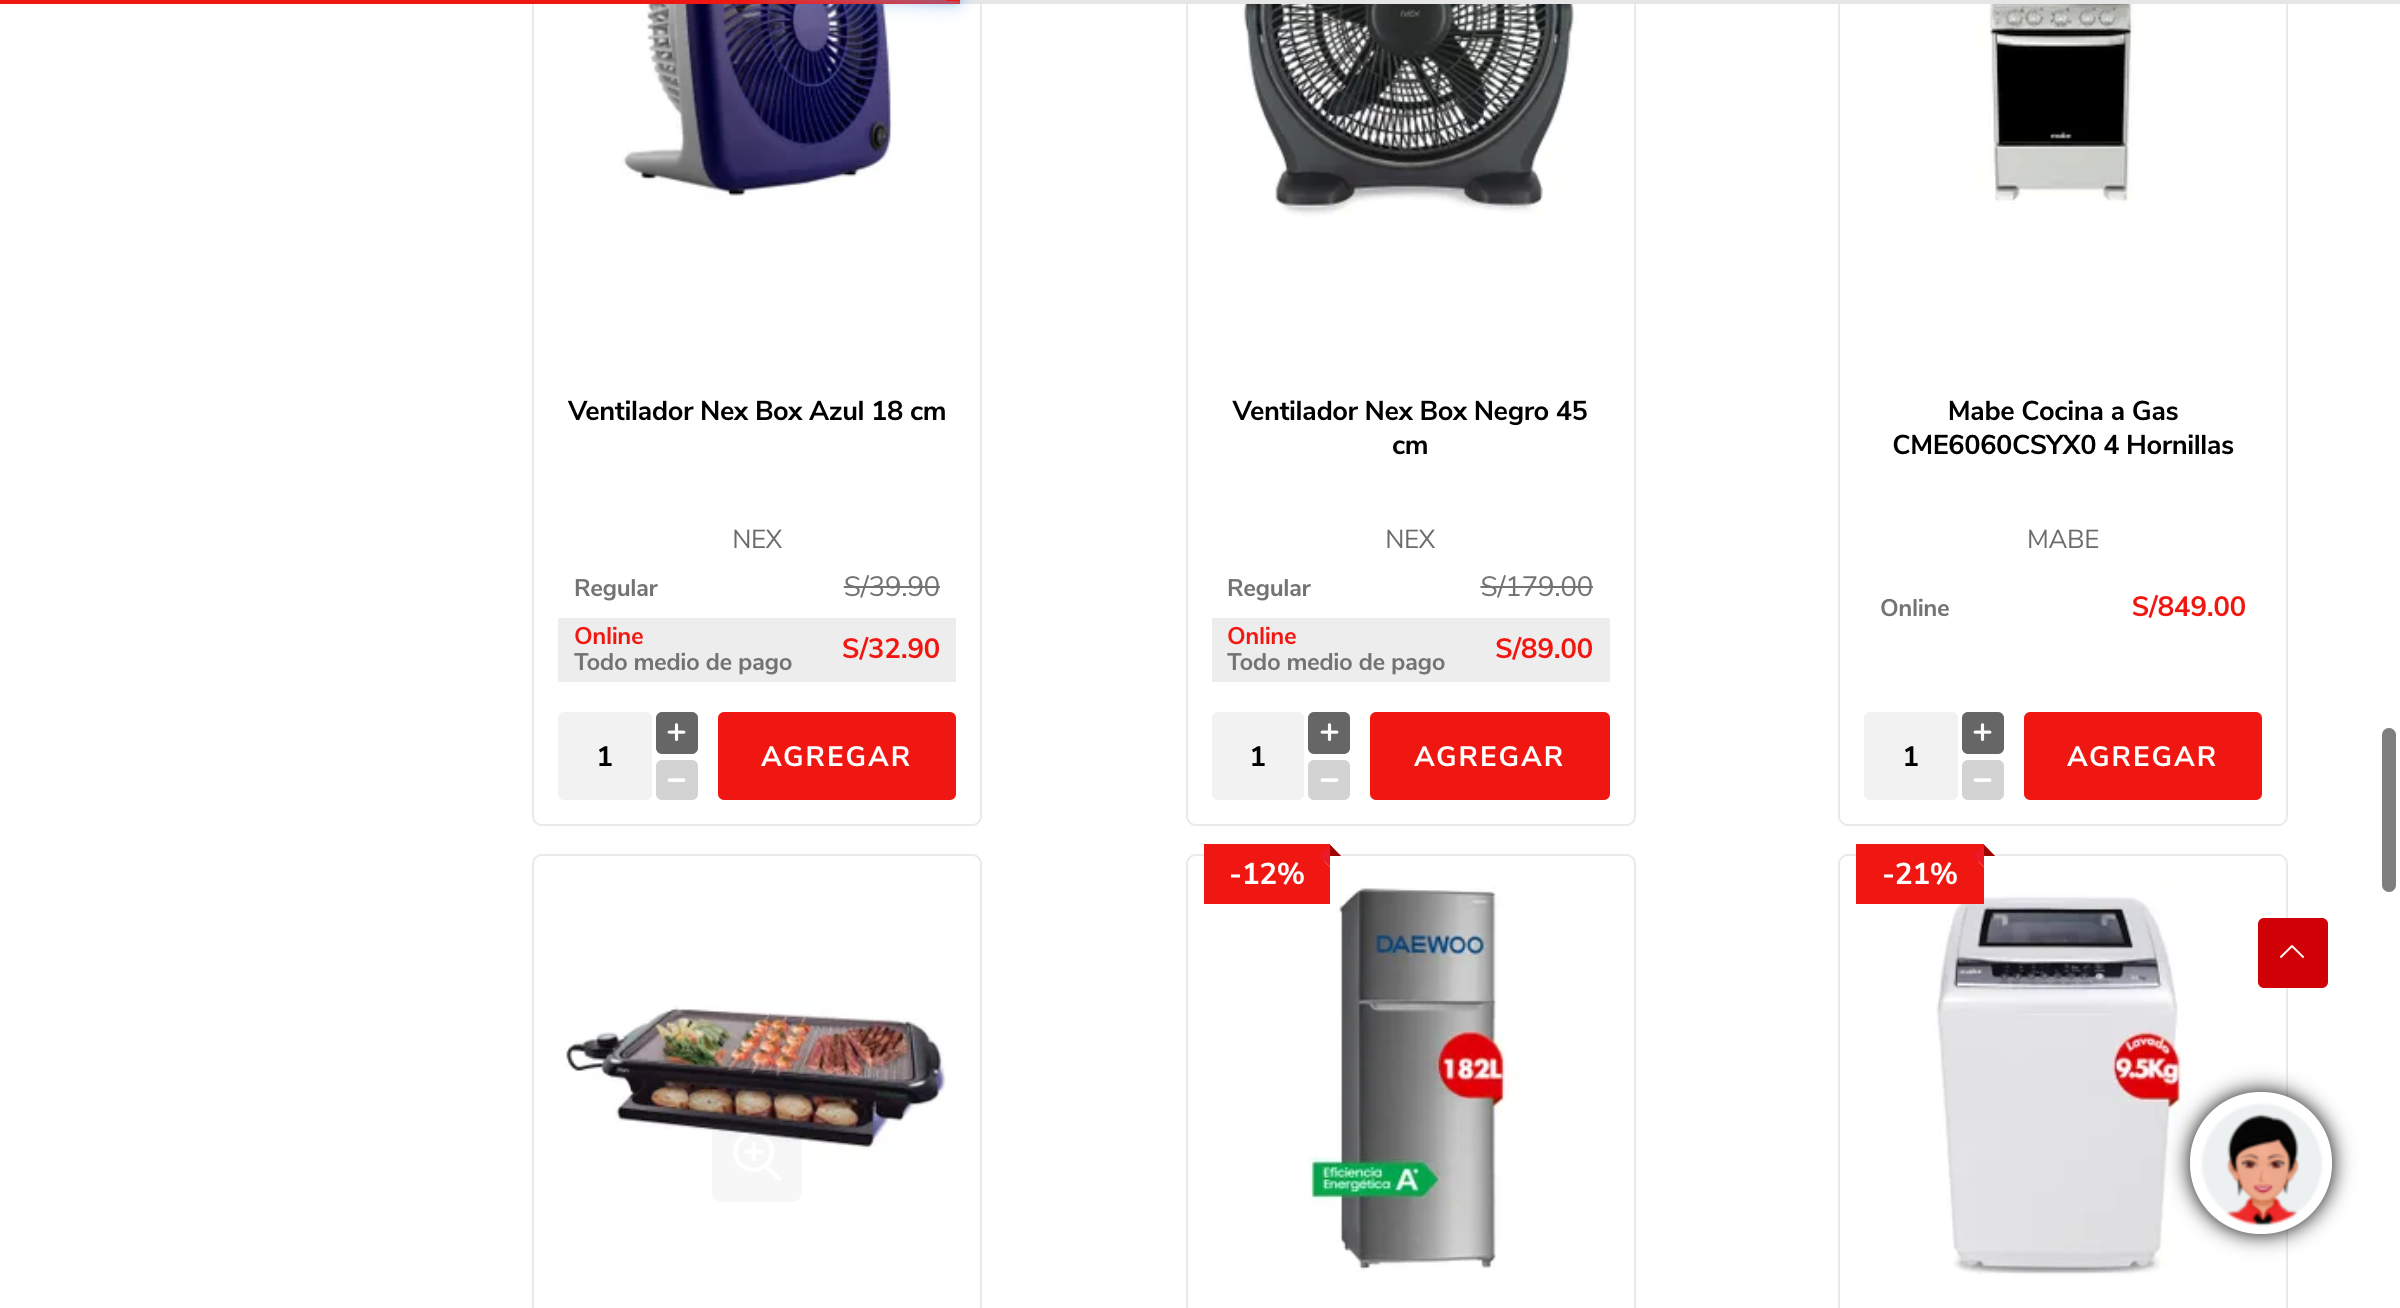 NEX
mabe
Ventilador Nex Box Azul 18 cm
Ventilador Nex Box Negro 45
cm
Mabe Cocina a Gas
CME6060CSYX0 4 Hornillas
NEX
NEX
MABE
Regular S/39.90
Regular S/179.00
Online S/849.00
Online
Todo medio de pago
S/32.90
Online
Todo medio de pago
S/89.00
1 + − AGREGAR
1 + − AGREGAR
1 + − AGREGAR
-12%
-21%
DAEWOO
182L
Eficiencia
Energética A+
Lavado
9.5Kg